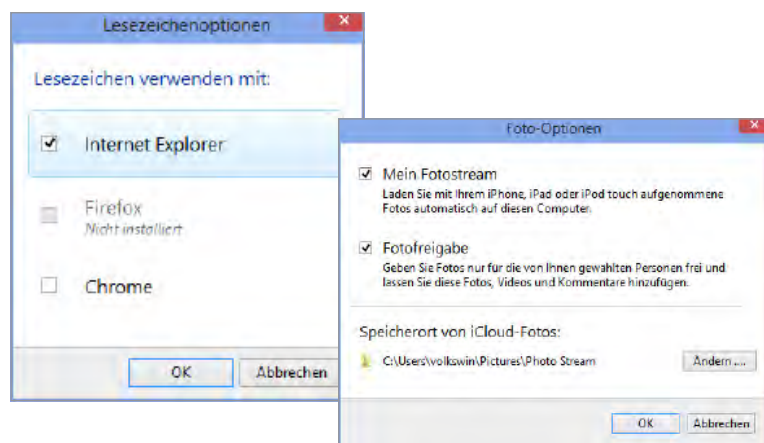 Lesezeichenoptionen
Lesezeichen verwenden mit:
Internet Explorer
Firefox
Nicht installiert
Chrome
OK Abbrechen
Foto-Optionen
Mein Fotostream
Laden Sie mit Ihrem iPhone, iPad oder iPod touch aufgenommene
Fotos automatisch auf diesen Computer.
Fotofreigabe
Geben Sie Fotos nur für die von Ihnen gewählten Personen frei und
lassen Sie diese Fotos, Videos und Kommentare hinzufügen.
Speicherort von iCloud-Fotos:
C:\Users\volkswin\Pictures\Photo Stream Ändern ....
OK Abbrechen